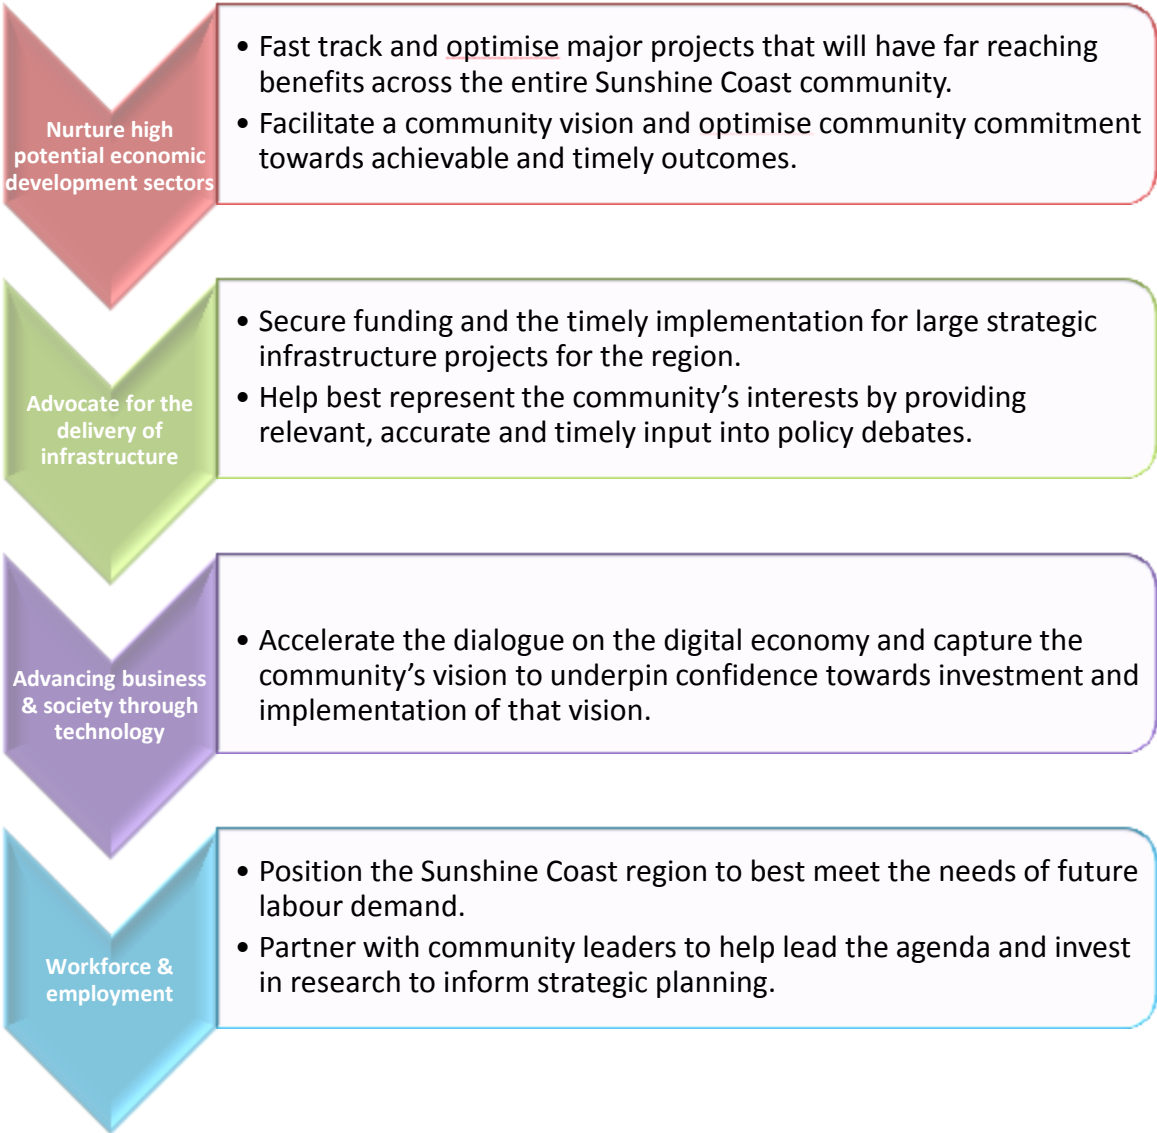 Nurture high
potential economic
development sectors
• Fast track and optimise major projects that will have far reaching
benefits across the entire Sunshine Coast community.
• Facilitate a community vision and optimise community commitment
towards achievable and timely outcomes.
Advocate for the
delivery of
infrastructure
• Secure funding and the timely implementation for large strategic
infrastructure projects for the region.
• Help best represent the community’s interests by providing
relevant, accurate and timely input into policy debates.
Advancing business
& society through
technology
• Accelerate the dialogue on the digital economy and capture the
community’s vision to underpin confidence towards investment and
implementation of that vision.
Workforce &
employment
• Position the Sunshine Coast region to best meet the needs of future
labour demand.
• Partner with community leaders to help lead the agenda and invest
in research to inform strategic planning.